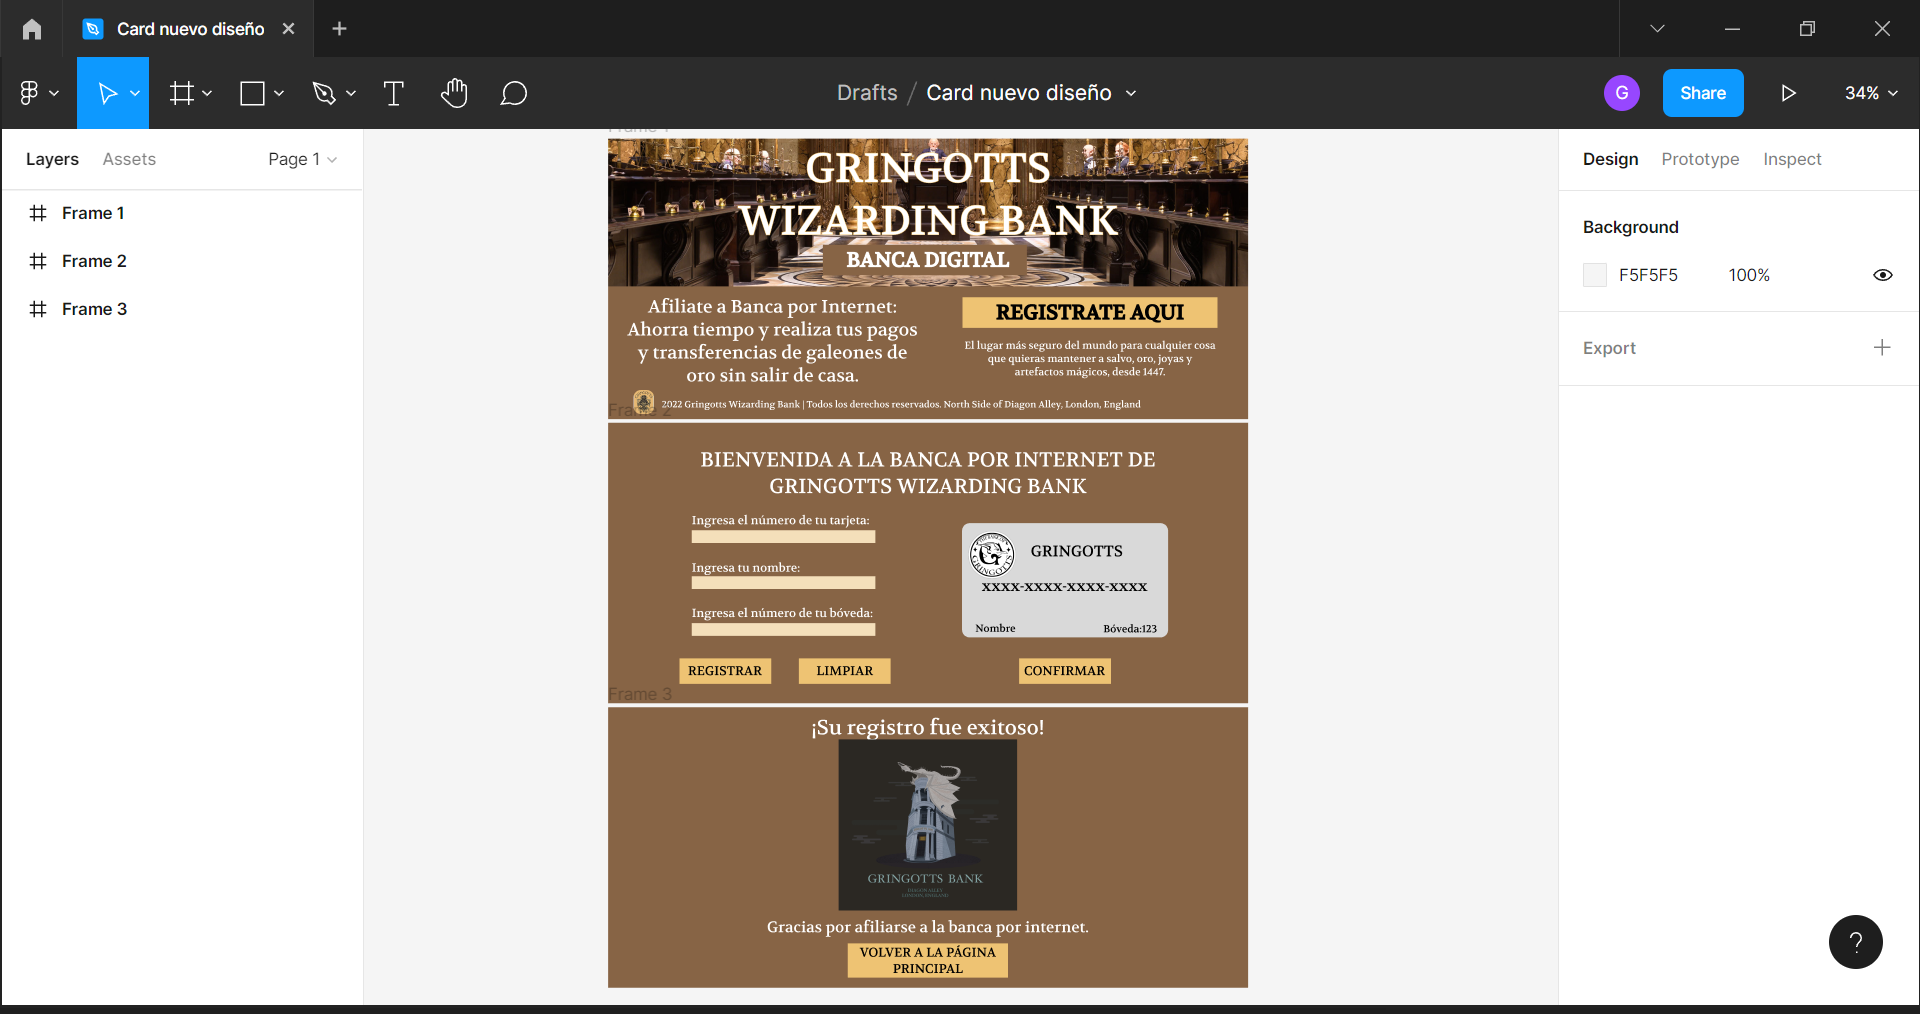 Card nuevo diseño
Drafts / Card nuevo diseño
G
Share
34%
Layers
Assets
Page 1
Frame 1
Frame 2
Frame 3
Frame 1
GRINGOTTS
WIZARDING BANK
BANCA DIGITAL
Afiliate a Banca por Internet:
Ahorra tiempo y realiza tus pagos
y transferencias de galeones de
oro sin salir de casa.
REGISTRATE AQUI
El lugar más seguro del mundo para cualquier cosa
que quieras mantener a salvo, oro, joyas y
artefactos mágicos, desde 1447.
2022 Gringotts Wizarding Bank | Todos los derechos reservados. North Side of Diagon Alley, London, England
Frame 2
BIENVENIDA A LA BANCA POR INTERNET DE
GRINGOTTS WIZARDING BANK
Ingresa el número de tu tarjeta:
Ingresa tu nombre:
Ingresa el número de tu bóveda:
GRINGOTTS
GRINGOTTS
XXXX-XXXX-XXXX-XXXX
Nombre
Bóveda:123
REGISTRAR
LIMPIAR
CONFIRMAR
Frame 3
¡Su registro fue exitoso!
GRINGOTTS BANK
DIAGON ALLEY
LONDON, ENGLAND
Gracias por afiliarse a la banca por internet.
VOLVER A LA PÁGINA
PRINCIPAL
Design
Prototype
Inspect
Background
F5F5F5
100%
Export
?